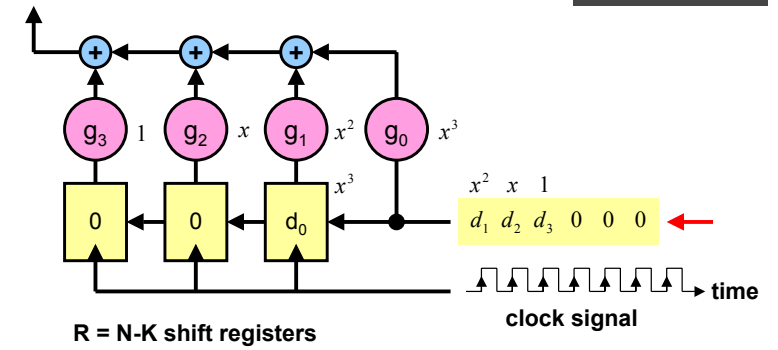 + + +
g₃ 1 g₂ x g₁ x² g₀ x³
x³ x² x 1
0 0 d₀ d₁ d₂ d₃ 0 0 0
time
clock signal
R = N-K shift registers